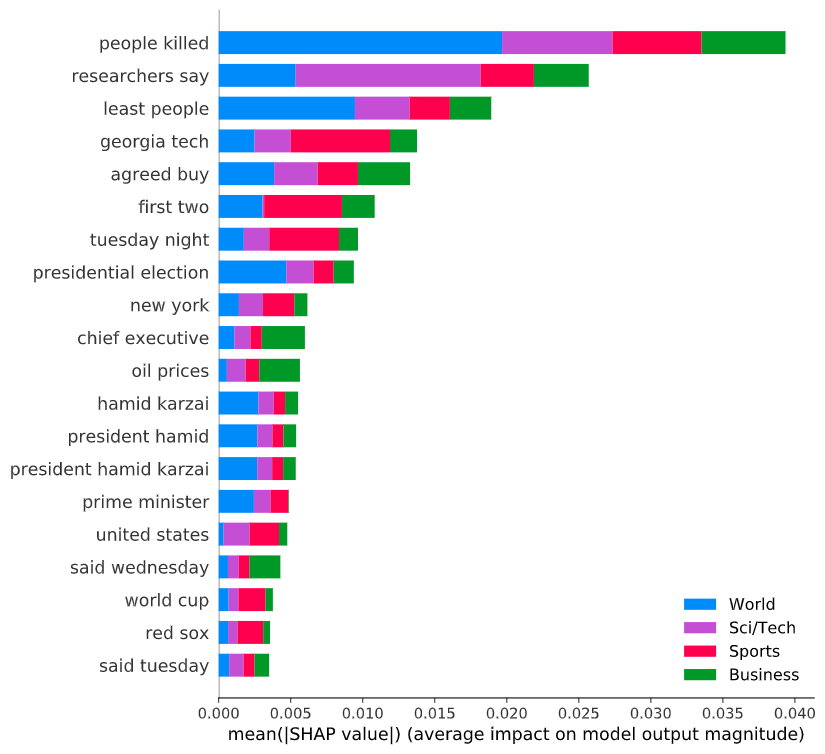 people killed
researchers say
least people
georgia tech
agreed buy
first two
tuesday night
presidential election
new york
chief executive
oil prices
hamid karzai
president hamid
president hamid karzai
prime minister
united states
said wednesday
world cup
red sox
said tuesday
World
Sci/Tech
Sports
Business
0.000 0.005 0.010 0.015 0.020 0.025 0.030 0.035 0.040
mean(|SHAP value|) (average impact on model output magnitude)